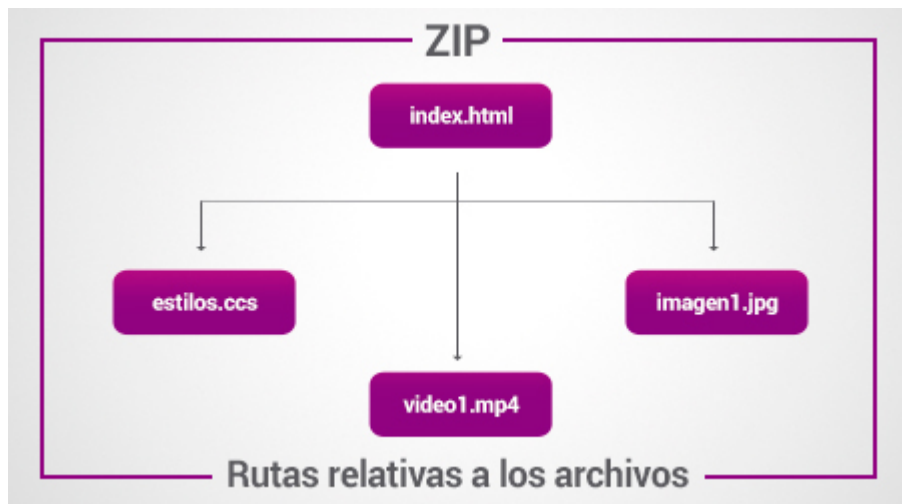 ZIP
index.html
estilos.ccs
imagen1.jpg
video1.mp4
Rutas relativas a los archivos